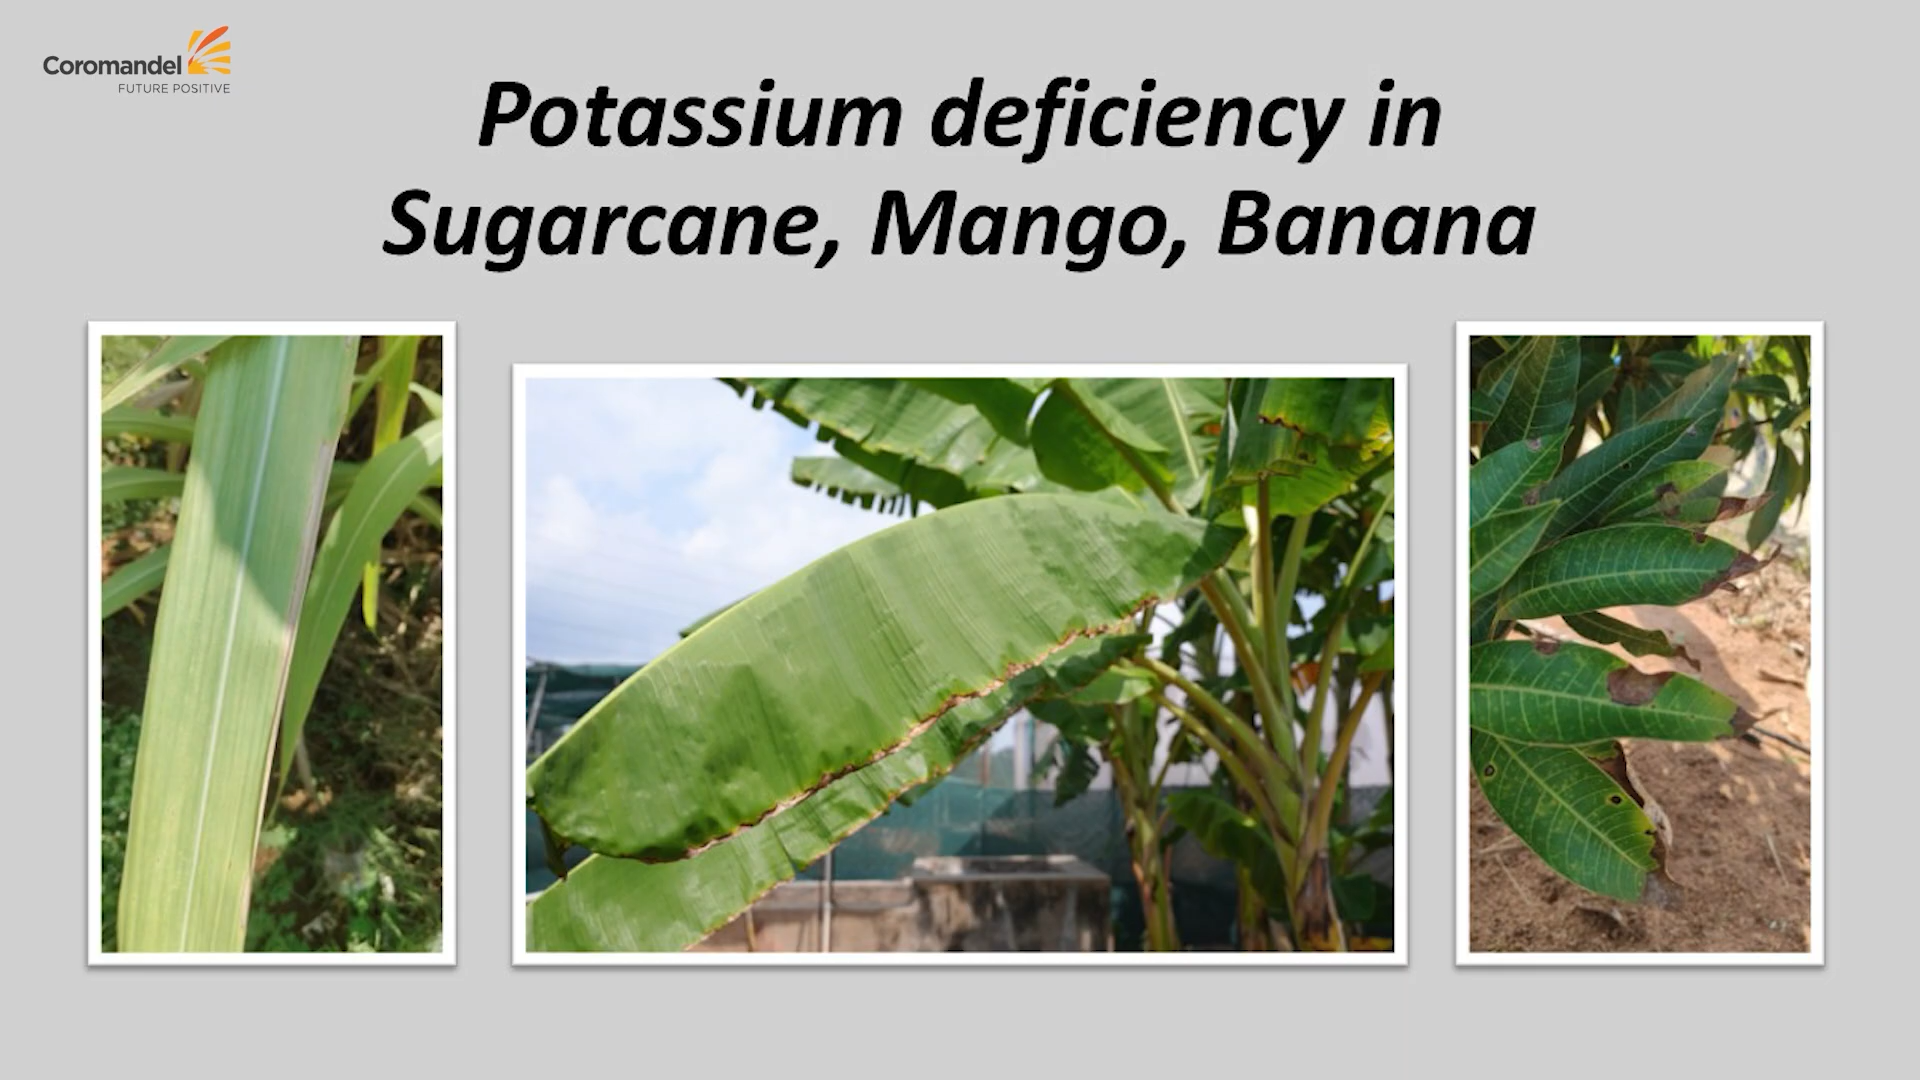 Coromandel
FUTURE POSITIVE
Potassium deficiency in
Sugarcane, Mango, Banana